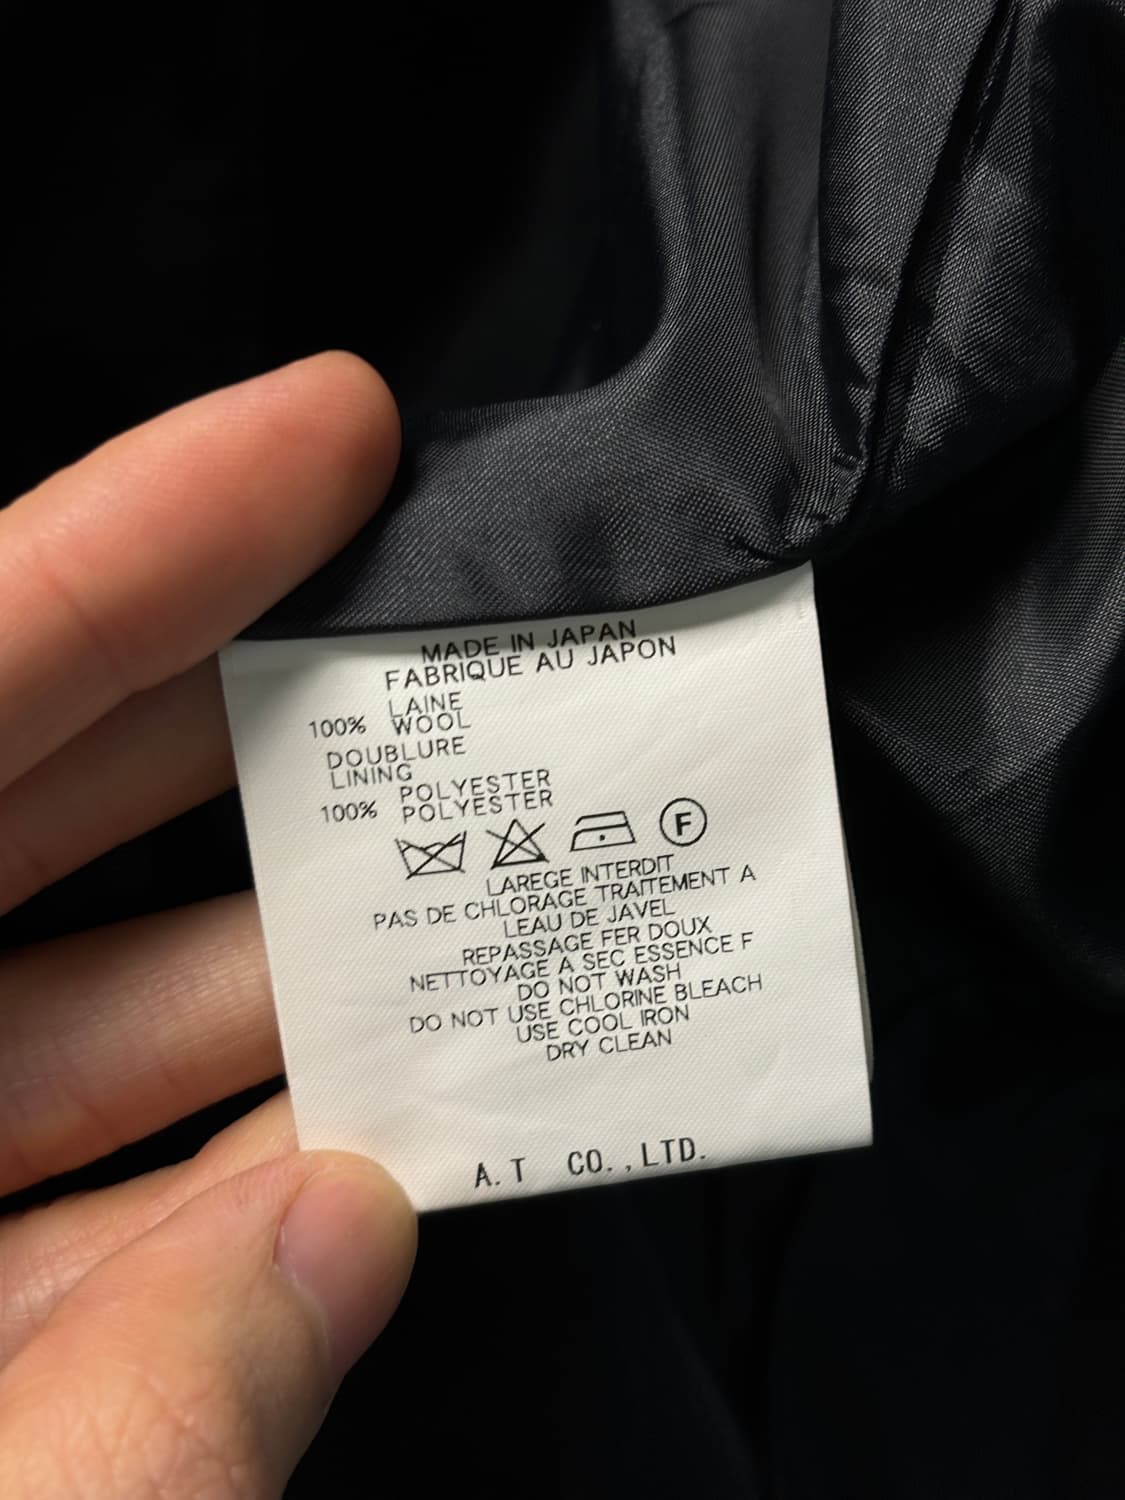 MADE IN JAPAN
FABRIQUE AU JAPON
LAINE
100% WOOL
DOUBLURE
LINING
POLYESTER
100% POLYESTER
F
LAREGE INTERDIT
PAS DE CHLORAGE TRAITEMENT A
LEAU DE JAVEL
REPASSAGE FER DOUX
NETTOYAGE A SEC ESSENCE F
DO NOT WASH
DO NOT USE CHLORINE BLEACH
USE COOL IRON
DRY CLEAN
A.T CO.,LTD.